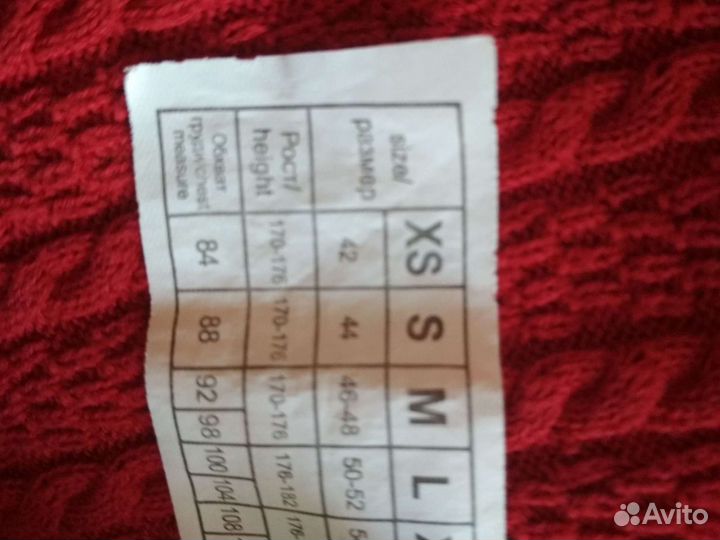 size/ размер XS S M L
42 44 46-48 50-52
Рост/ height 170-176 170-176 170-176 176-182
Обхват груди/chest measure 84 88 92 98 100 104 108
Avito